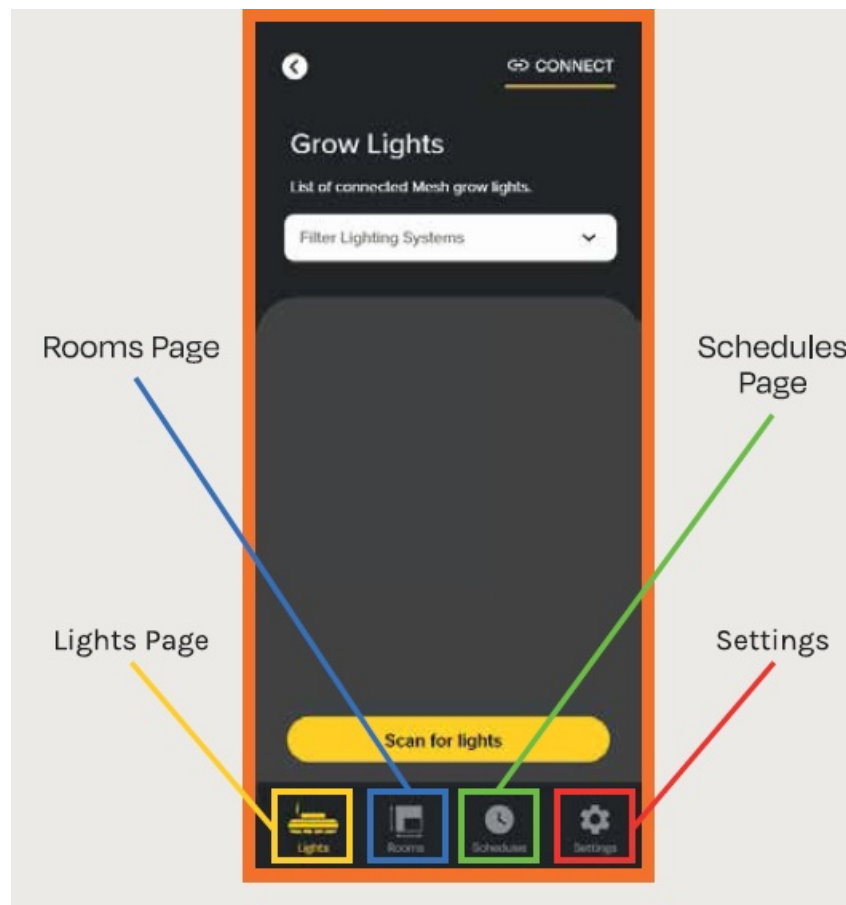 CONNECT
Grow Lights
List of connected Mesh grow lights.
Filter Lighting Systems
Rooms Page
Schedules
Page
Lights Page
Settings
Scan for lights
Lights
Rooms
Schedules
Settings